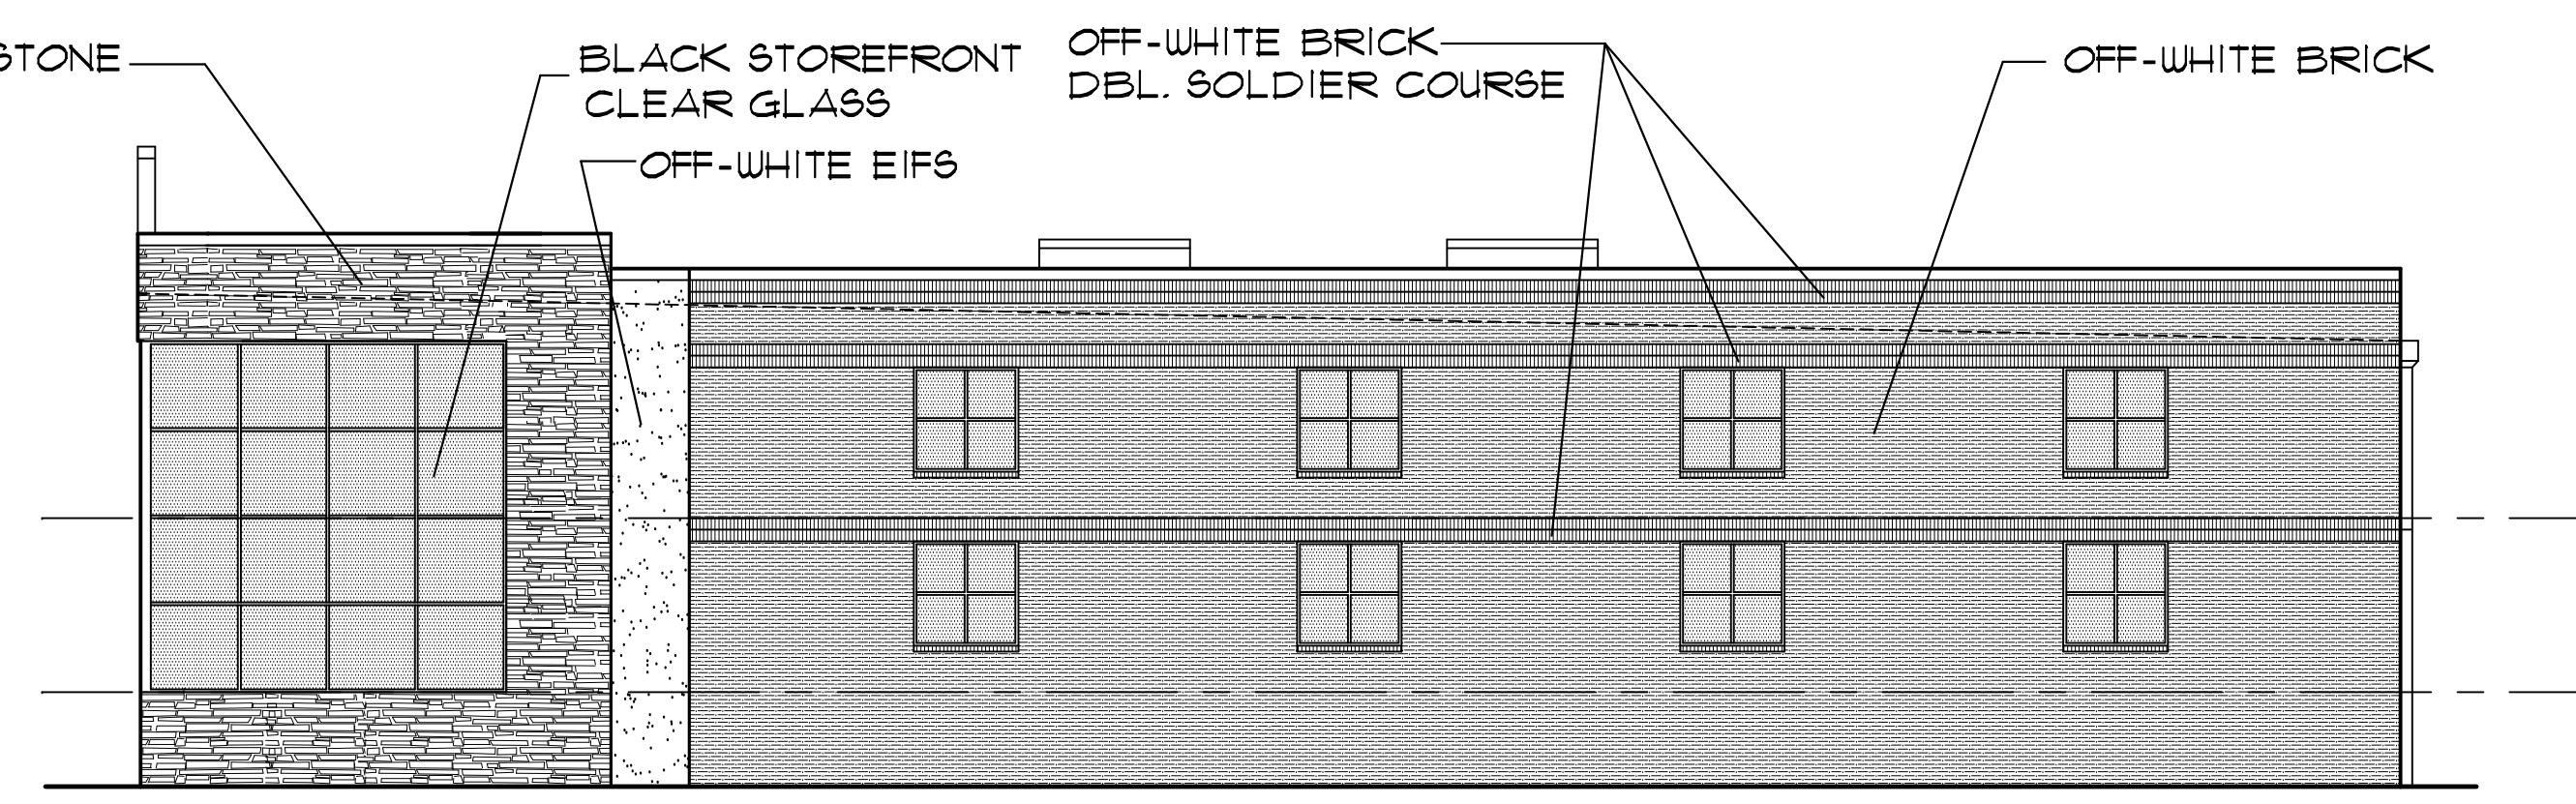 STONE
BLACK STOREFRONT
CLEAR GLASS
OFF-WHITE EIFS
OFF-WHITE BRICK
DBL. SOLDIER COURSE
OFF-WHITE BRICK